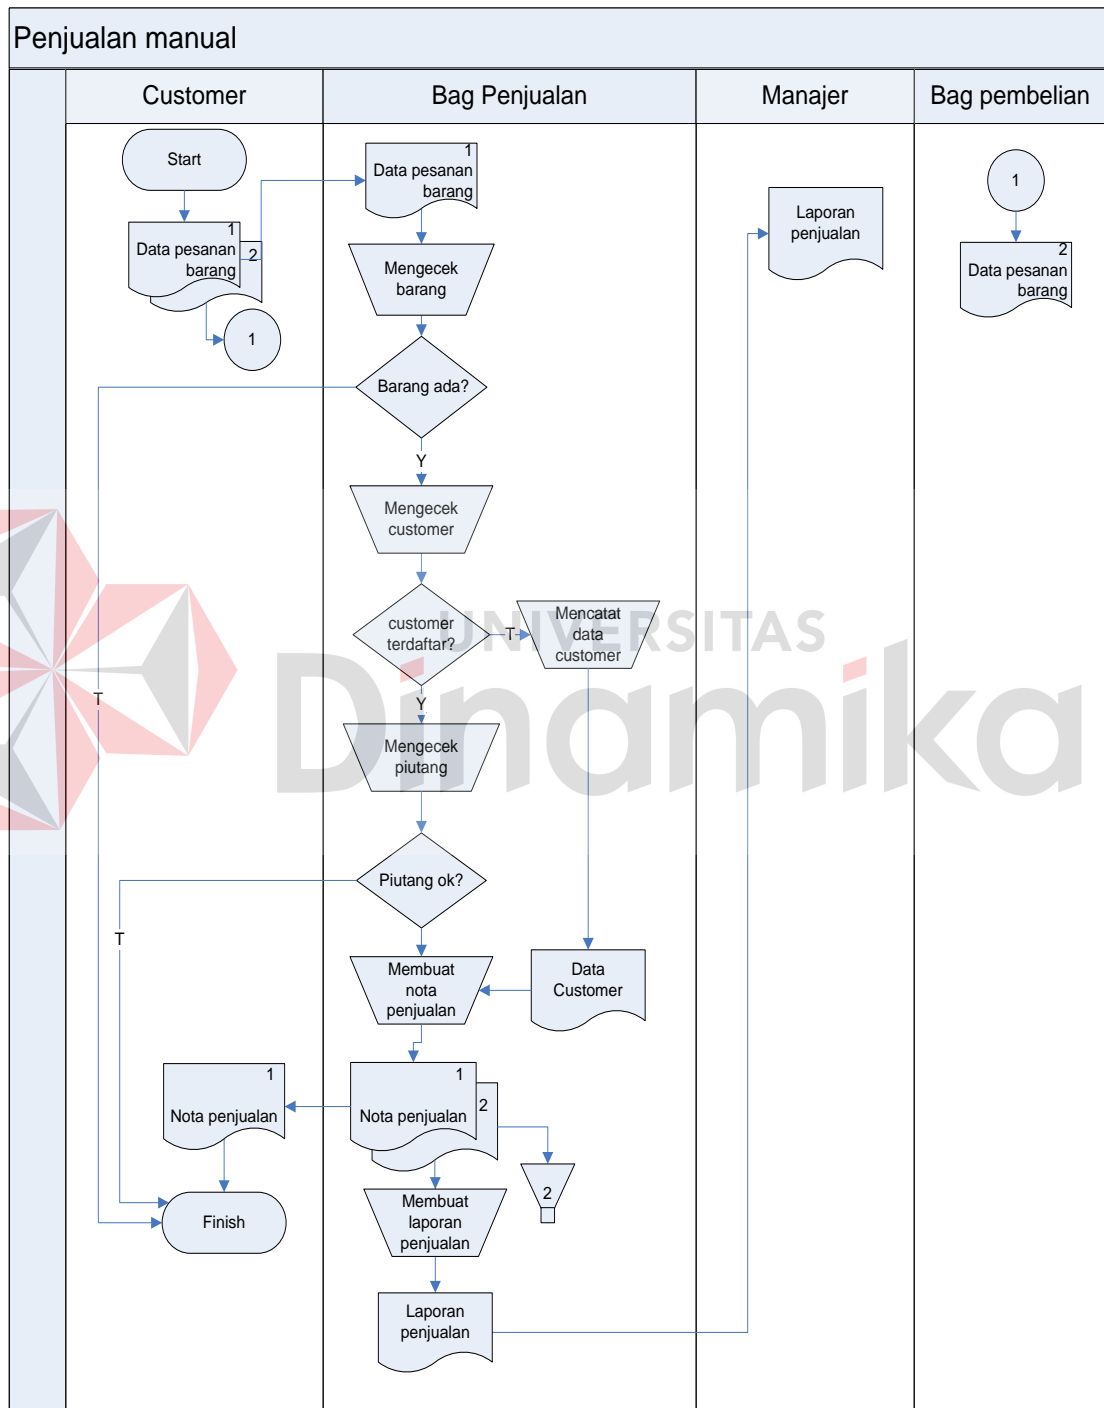 Penjualan manual
Customer
Bag Penjualan
Manajer
Bag pembelian
Start
1
Data pesanan
barang
2
1
1
Data pesanan
barang
Mengecek
barang
Barang ada?
Y
T
Mengecek
customer
customer
terdaftar?
T
Mencatat
data
customer
Y
Mengecek
piutang
Piutang ok?
T
Membuat
nota
penjualan
Data
Customer
1
Nota penjualan
2
1
Nota penjualan
2
Finish
Membuat
laporan
penjualan
Laporan
penjualan
Laporan
penjualan
1
2
Data pesanan
barang
UNIVERSITAS
Dinamika